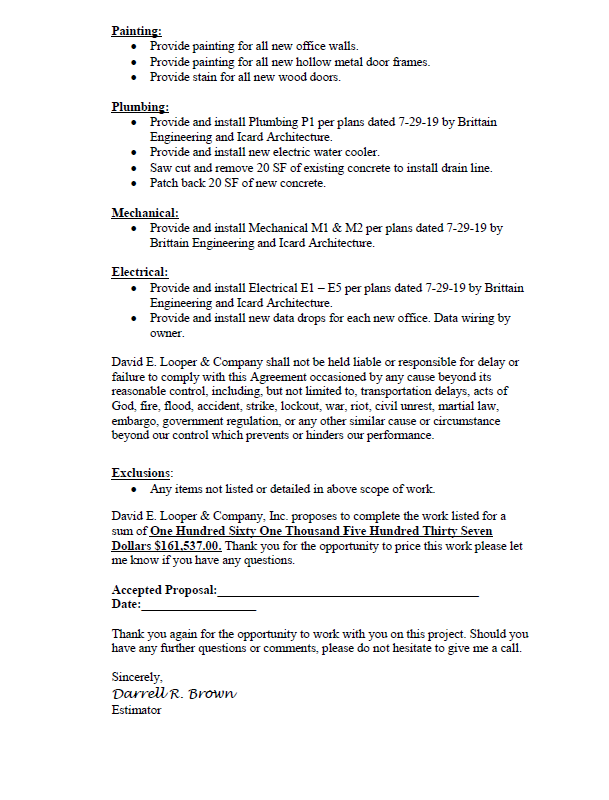 Painting:
• Provide painting for all new office walls.
• Provide painting for all new hollow metal door frames.
• Provide stain for all new wood doors.
Plumbing:
• Provide and install Plumbing P1 per plans dated 7-29-19 by Brittain
Engineering and Icard Architecture.
• Provide and install new electric water cooler.
• Saw cut and remove 20 SF of existing concrete to install drain line.
• Patch back 20 SF of new concrete.
Mechanical:
• Provide and install Mechanical M1 & M2 per plans dated 7-29-19 by
Brittain Engineering and Icard Architecture.
Electrical:
• Provide and install Electrical E1 – E5 per plans dated 7-29-19 by Brittain
Engineering and Icard Architecture.
• Provide and install new data drops for each new office. Data wiring by
owner.
David E. Looper & Company shall not be held liable or responsible for delay or
failure to comply with this Agreement occasioned by any cause beyond its
reasonable control, including, but not limited to, transportation delays, acts of
God, fire, flood, accident, strike, lockout, war, riot, civil unrest, martial law,
embargo, government regulation, or any other similar cause or circumstance
beyond our control which prevents or hinders our performance.
Exclusions:
• Any items not listed or detailed in above scope of work.
David E. Looper & Company, Inc. proposes to complete the work listed for a
sum of One Hundred Sixty One Thousand Five Hundred Thirty Seven
Dollars $161,537.00. Thank you for the opportunity to price this work please let
me know if you have any questions.
Accepted Proposal:___________________________________________
Date:___________________
Thank you again for the opportunity to work with you on this project. Should you
have any further questions or comments, please do not hesitate to give me a call.
Sincerely,
Darrell R. Brown
Estimator